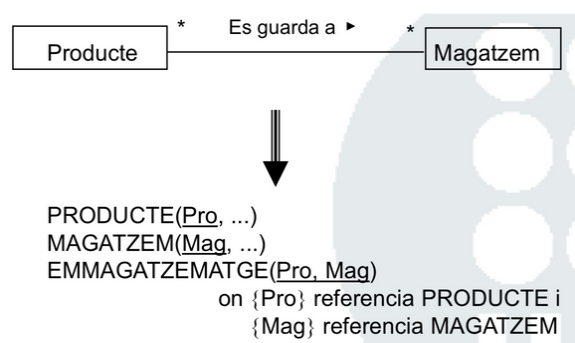 * Es guarda a ▸ *
Producte Magatzem
PRODUCTE(Pro, ...)
MAGATZEM(Mag, ...)
EMMAGATZEMATGE(Pro, Mag)
on {Pro} referencia PRODUCTE i
{Mag} referencia MAGATZEM